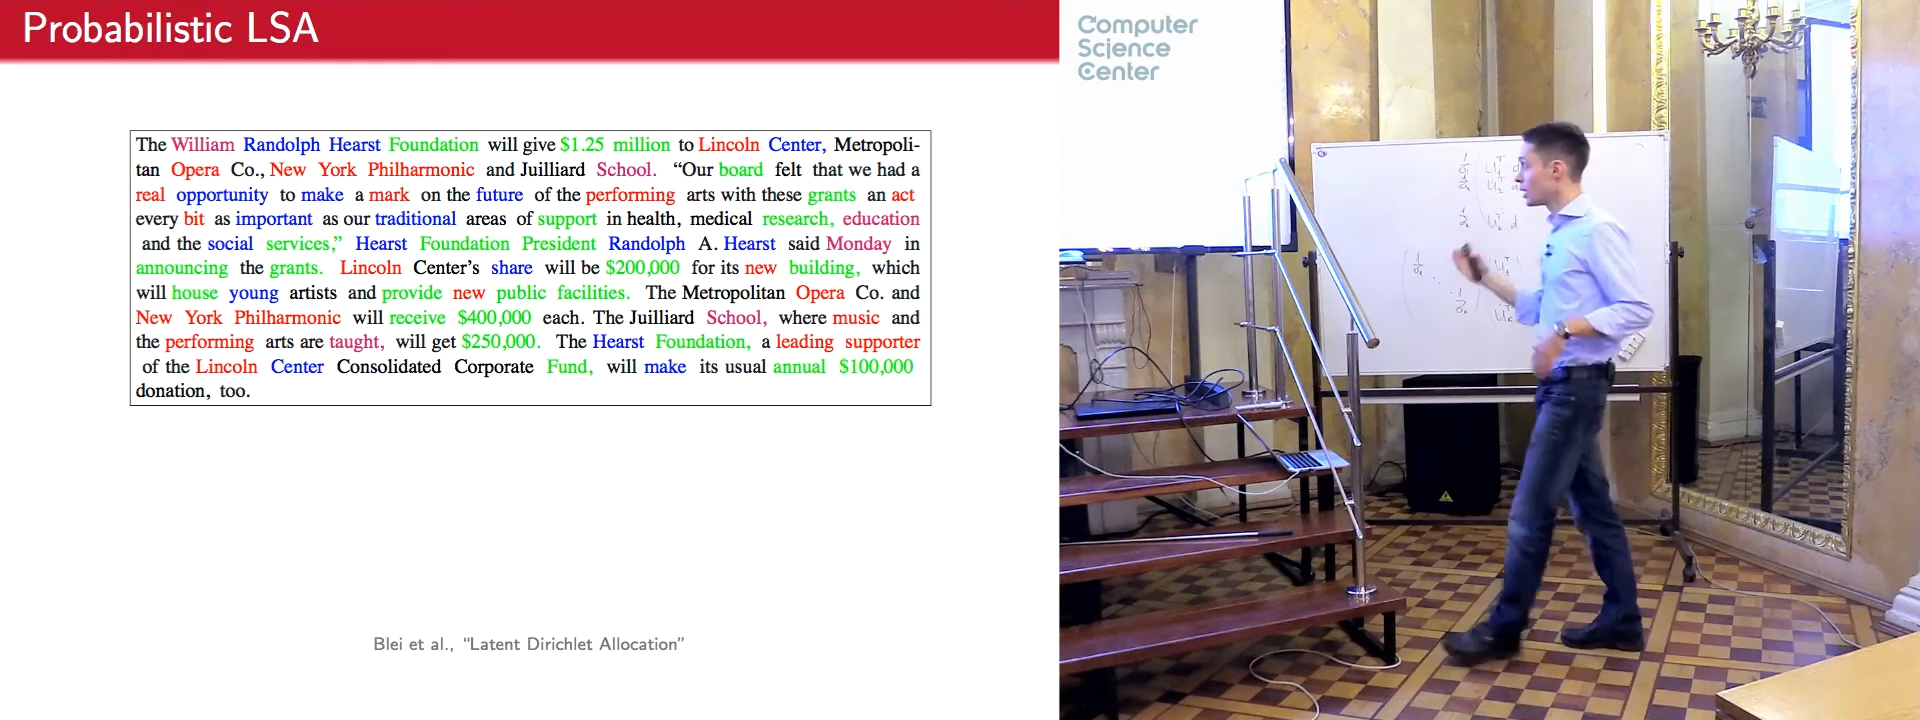 Probabilistic LSA
The William Randolph Hearst Foundation will give $1.25 million to Lincoln Center, Metropoli-
tan Opera Co., New York Philharmonic and Juilliard School. “Our board felt that we had a
real opportunity to make a mark on the future of the performing arts with these grants an act
every bit as important as our traditional areas of support in health, medical research, education
and the social services,” Hearst Foundation President Randolph A. Hearst said Monday in
announcing the grants. Lincoln Center’s share will be $200,000 for its new building, which
will house young artists and provide new public facilities. The Metropolitan Opera Co. and
New York Philharmonic will receive $400,000 each. The Juilliard School, where music and
the performing arts are taught, will get $250,000. The Hearst Foundation, a leading supporter
of the Lincoln Center Consolidated Corporate Fund, will make its usual annual $100,000
donation, too.
Blei et al., “Latent Dirichlet Allocation”
Computer
Science
Center